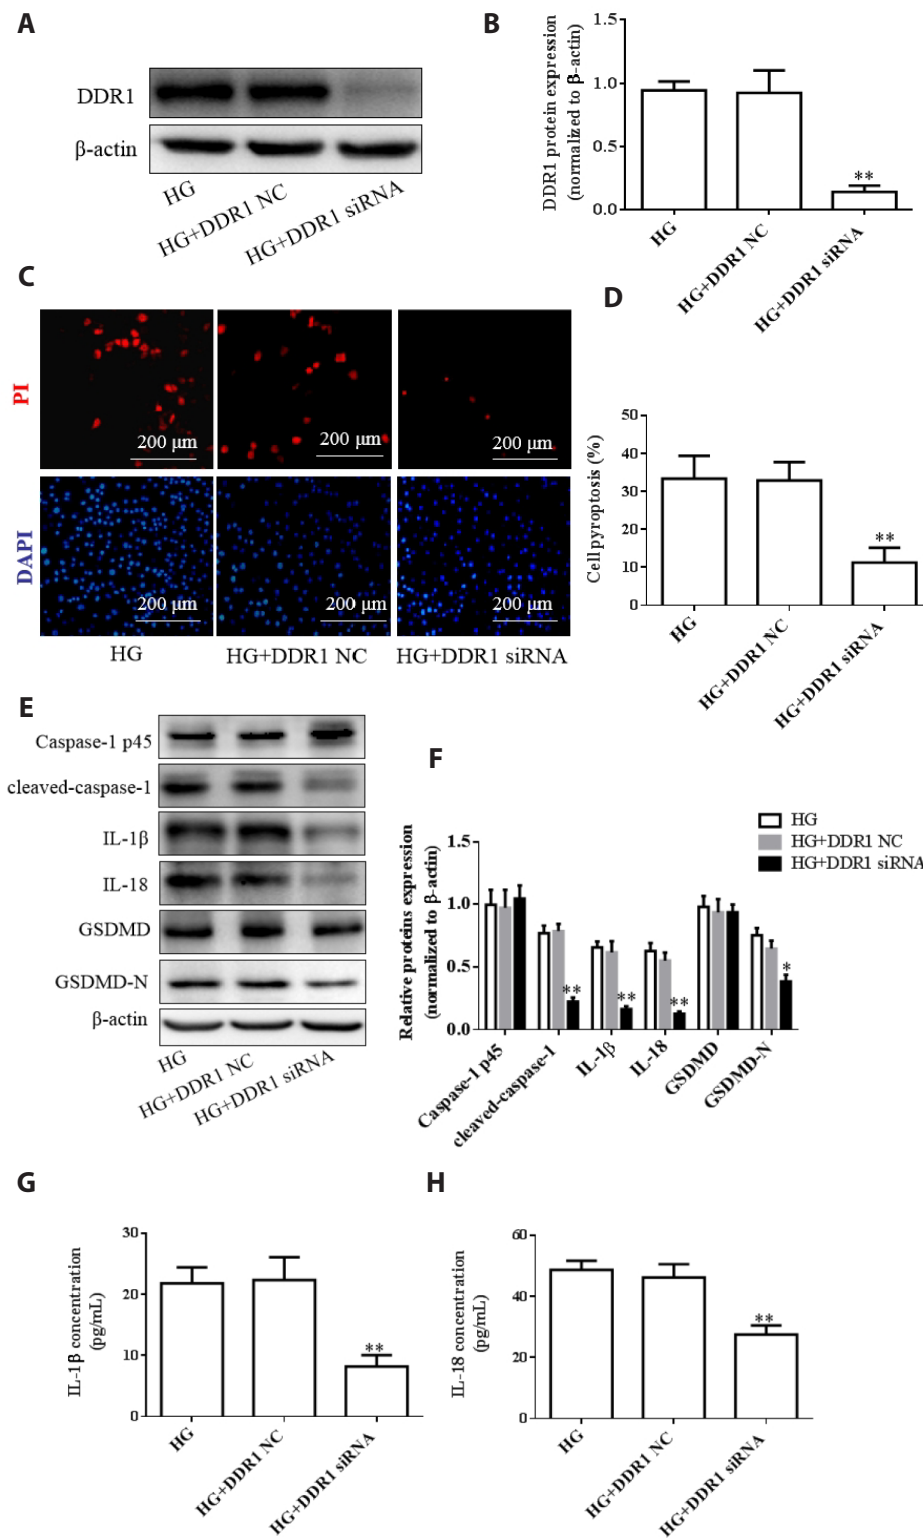 A
DDR1
β-actin
HG
HG+DDR1 NC
HG+DDR1 siRNA
B
DDR1 protein expression
(normalized to β-actin)
1.5
1.0
0.5
0.0
**
HG
HG+DDR1 NC
HG+DDR1 siRNA
C
PI
200 μm
200 μm
200 μm
DAPI
200 μm
200 μm
200 μm
HG
HG+DDR1 NC
HG+DDR1 siRNA
D
Cell pyroptosis (%)
50
40
30
20
10
0
**
HG
HG+DDR1 NC
HG+DDR1 siRNA
E
Caspase-1 p45
cleaved-caspase-1
IL-1β
IL-18
GSDMD
GSDMD-N
β-actin
HG
HG+DDR1 NC
HG+DDR1 siRNA
F
HG
HG+DDR1 NC
HG+DDR1 siRNA
Relative proteins expression
(normalized to β-actin)
1.5
1.0
0.5
0.0
**
**
**
*
Caspase-1 p45
cleaved-caspase-1
IL-1β
IL-18
GSDMD
GSDMD-N
G
IL-1β concentration
(pg/mL)
30
20
10
0
**
HG
HG+DDR1 NC
HG+DDR1 siRNA
H
IL-18 concentration
(pg/mL)
60
40
20
0
**
HG
HG+DDR1 NC
HG+DDR1 siRNA